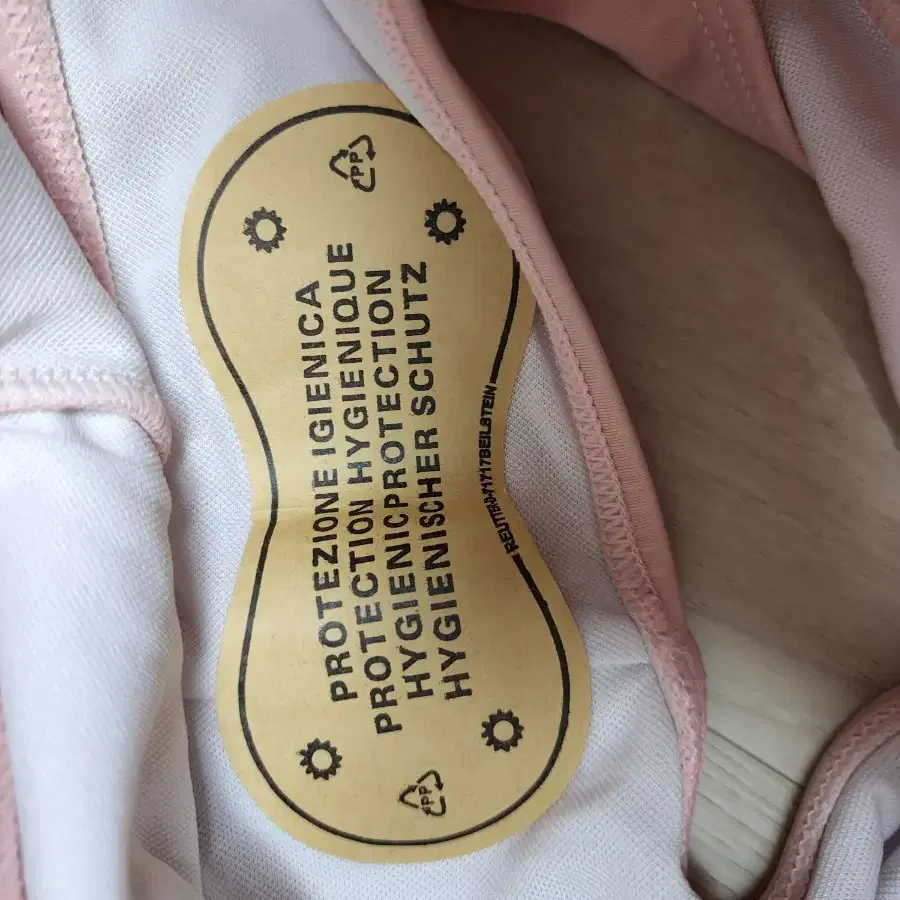 PP
PROTEZIONE IGIENICA
PROTECTION HYGIENIQUE
HYGIENICPROTECTION
HYGIENISCHER SCHUTZ
PP